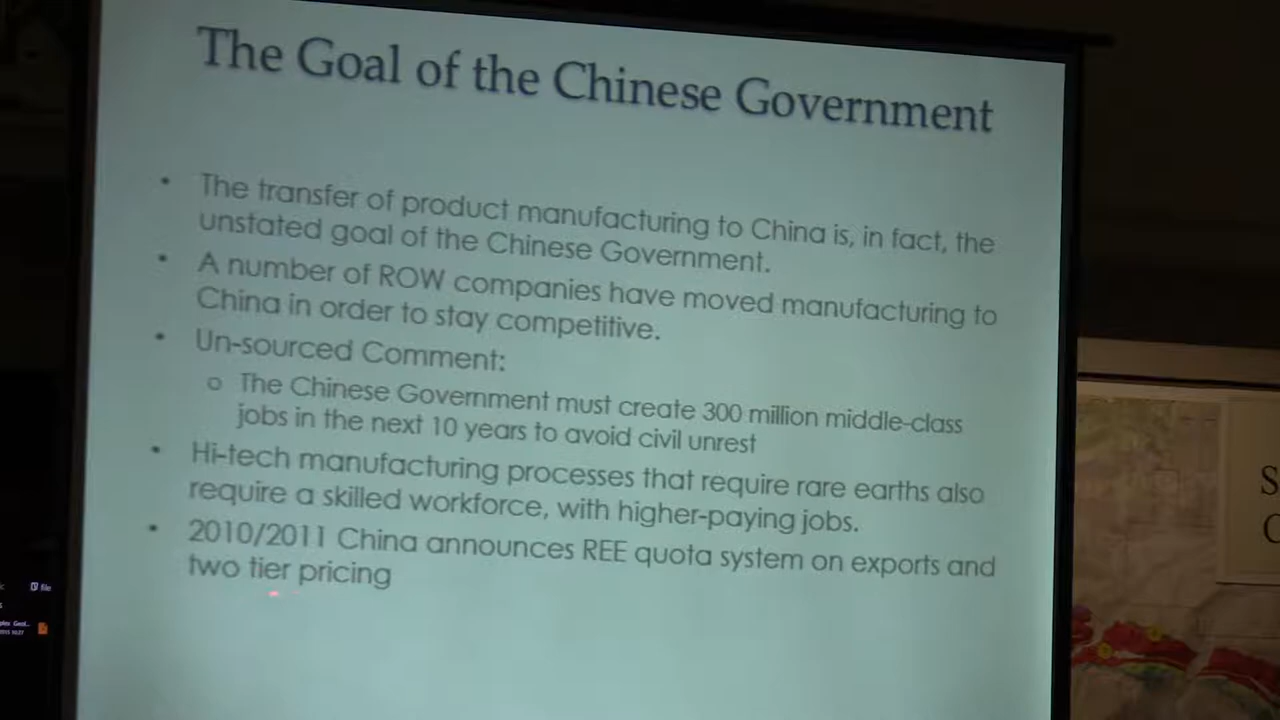 The Goal of the Chinese Government
• The transfer of product manufacturing to China is, in fact, the
unstated goal of the Chinese Government.
• A number of ROW companies have moved manufacturing to
China in order to stay competitive.
• Un-sourced Comment:
o The Chinese Government must create 300 million middle-class
jobs in the next 10 years to avoid civil unrest
• Hi-tech manufacturing processes that require rare earths also
require a skilled workforce, with higher-paying jobs.
• 2010/2011 China announces REE quota system on exports and
two tier pricing
file
S